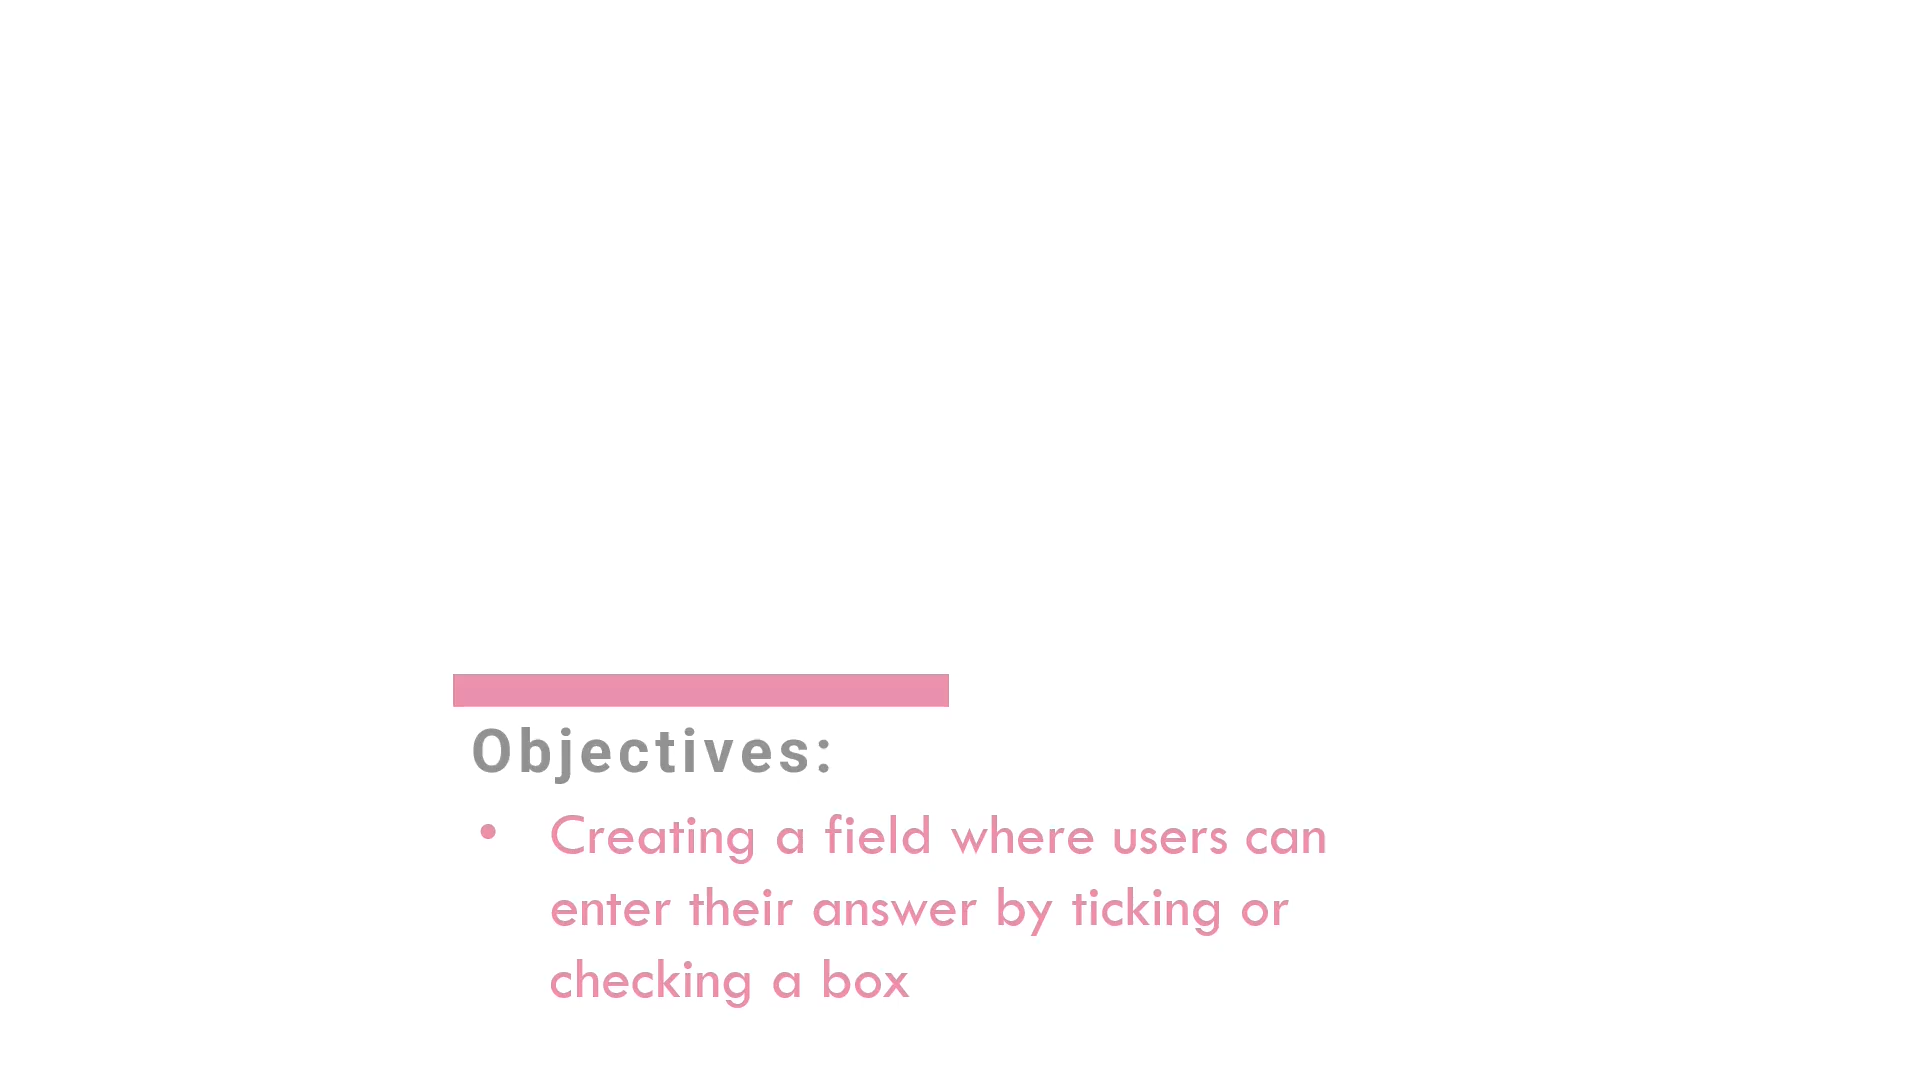 Objectives:
• Creating a field where users can
enter their answer by ticking or
checking a box